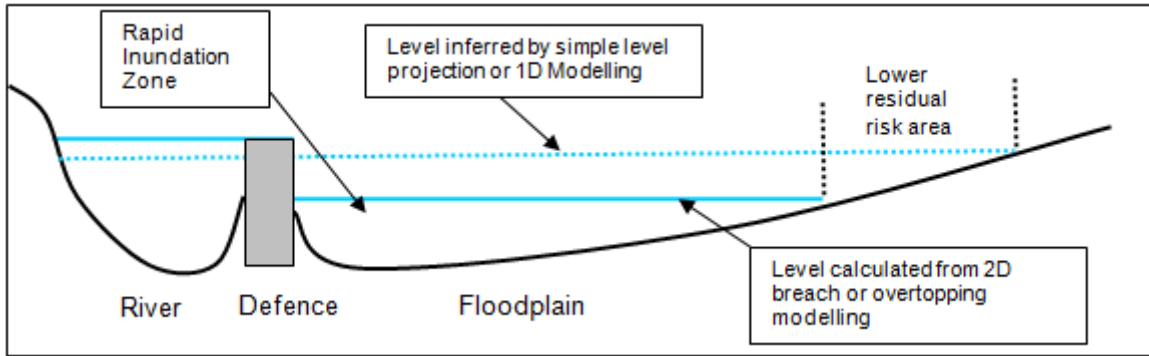 Rapid
Inundation
Zone
Level inferred by simple level
projection or 1D Modelling
Lower
residual
risk area
Level calculated from 2D
breach or overtopping
modelling
River
Defence
Floodplain